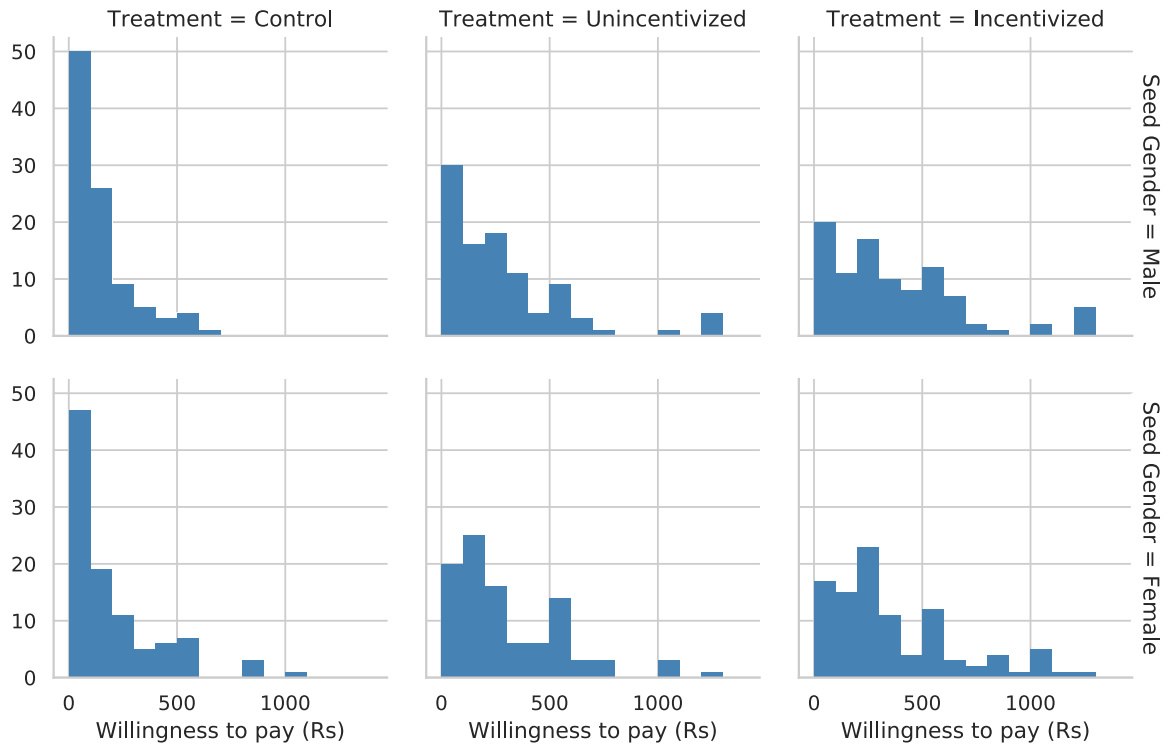 Treatment = Control
Treatment = Unincentivized
Treatment = Incentivized
50
40
30
20
10
0
Seed Gender = Male
50
40
30
20
10
0
Seed Gender = Female
0 500 1000
0 500 1000
0 500 1000
Willingness to pay (Rs)
Willingness to pay (Rs)
Willingness to pay (Rs)